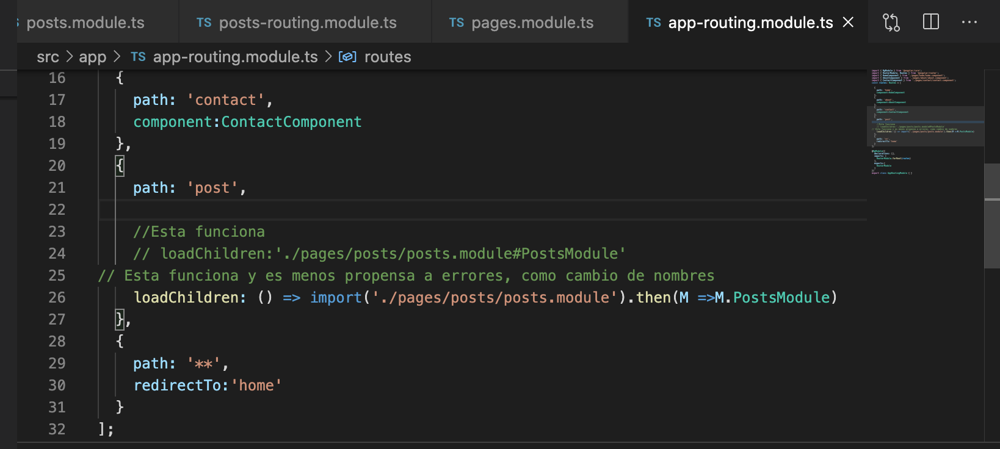 posts.module.ts
TS posts-routing.module.ts
TS pages.module.ts
TS app-routing.module.ts
src > app > TS app-routing.module.ts > routes
16 {
17 path: 'contact',
18 component:ContactComponent
19 },
20 {
21 path: 'post',
22
23 //Esta funciona
24 // loadChildren:'./pages/posts/posts.module#PostsModule'
25 // Esta funciona y es menos propensa a errores, como cambio de nombres
26 loadChildren: () => import('./pages/posts/posts.module').then(M =>M.PostsModule)
27 },
28 {
29 path: '**',
30 redirectTo:'home'
31 }
32 ];